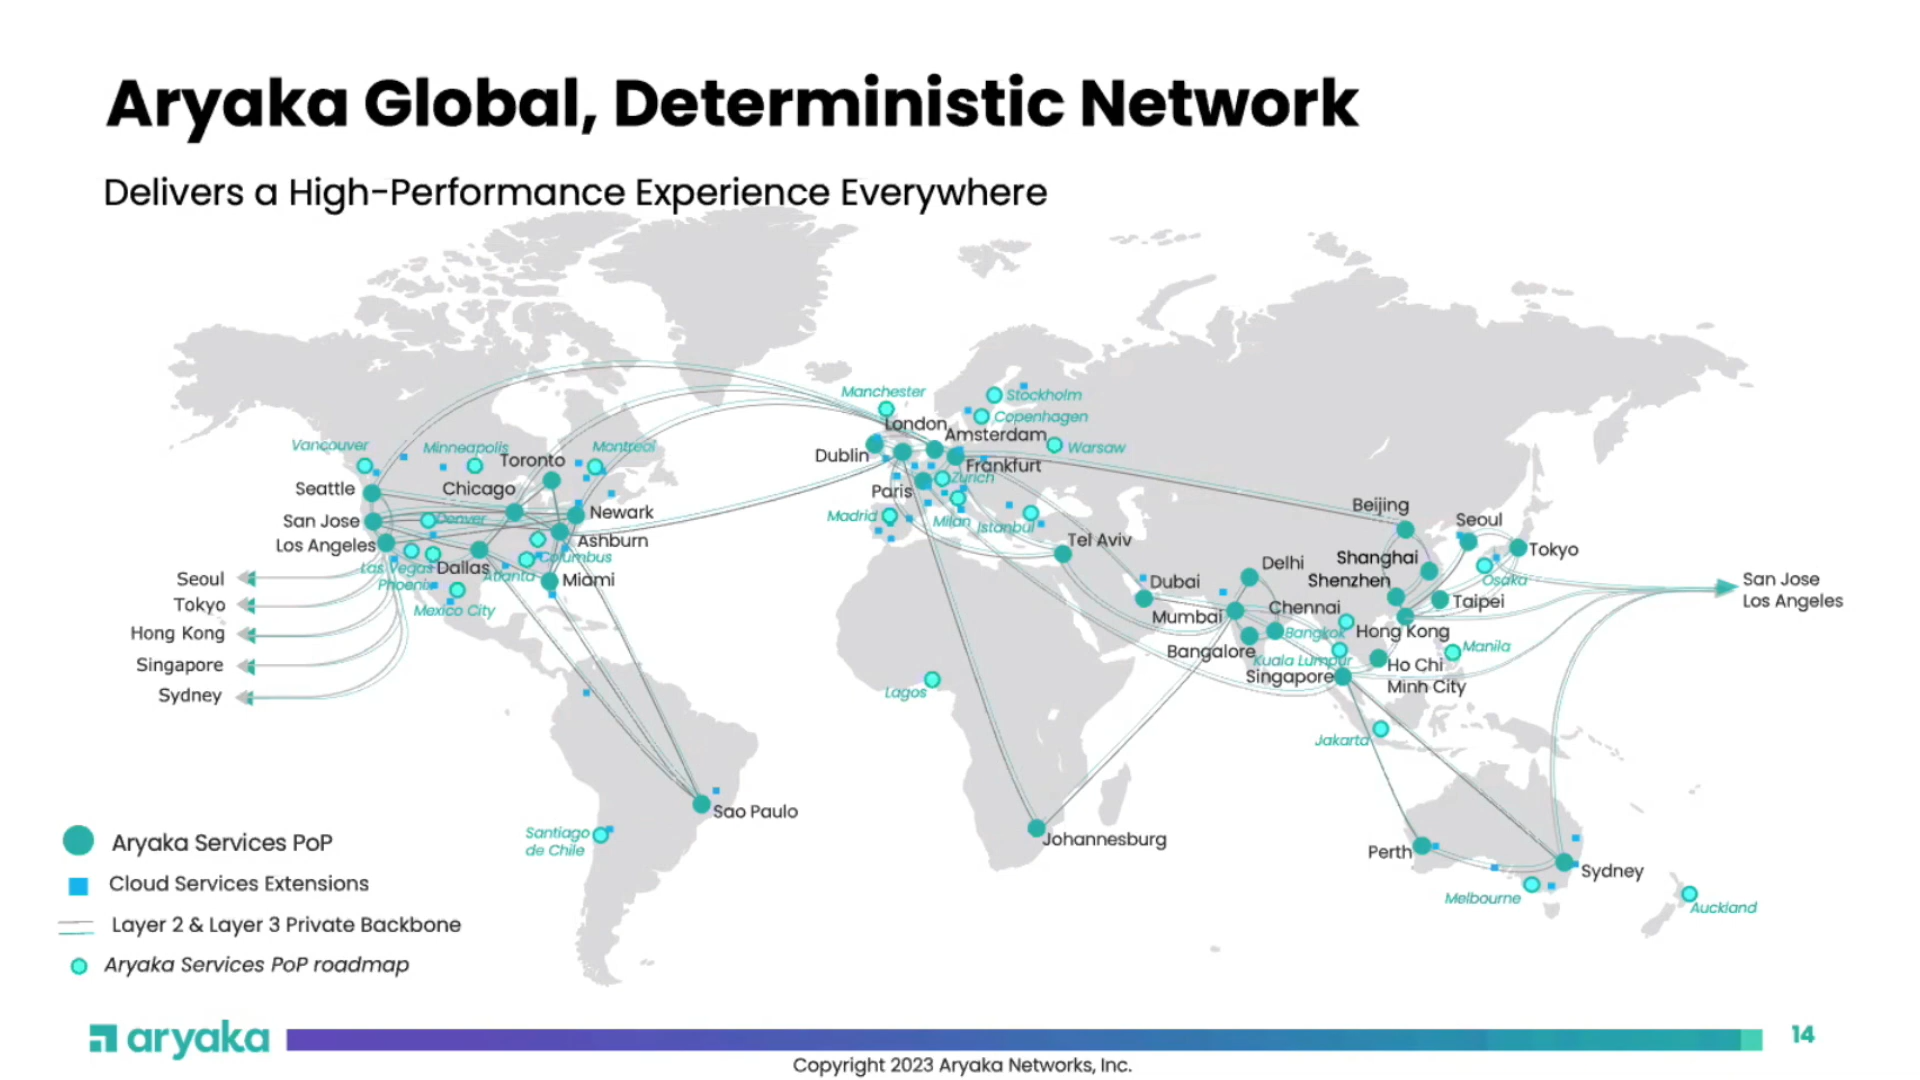 Aryaka Global, Deterministic Network
Delivers a High-Performance Experience Everywhere
Manchester
Stockholm
Copenhagen
London
Amsterdam
Warsaw
Dublin
Frankfurt
Zurich
Paris
Madrid
Milan
Istanbul
Vancouver
Minneapolis
Montreal
Toronto
Seattle
Chicago
San Jose
Denver
Newark
Los Angeles
Ashburn
Columbus
Las Vegas
Dallas
Atlanta
Miami
Phoenix
Mexico City
Seoul
Tokyo
Hong Kong
Singapore
Sydney
Tel Aviv
Beijing
Seoul
Tokyo
Shanghai
Osaka
Delhi
Shenzhen
Dubai
Taipei
Mumbai
Chennai
Bangkok
Hong Kong
Bangalore
Kuala Lumpur
Manila
Singapore
Ho Chi
Minh City
San Jose
Los Angeles
Lagos
Jakarta
Sao Paulo
Santiago
de Chile
Johannesburg
Perth
Sydney
Melbourne
Auckland
Aryaka Services PoP
Cloud Services Extensions
Layer 2 & Layer 3 Private Backbone
Aryaka Services PoP roadmap
aryaka
14
Copyright 2023 Aryaka Networks, Inc.